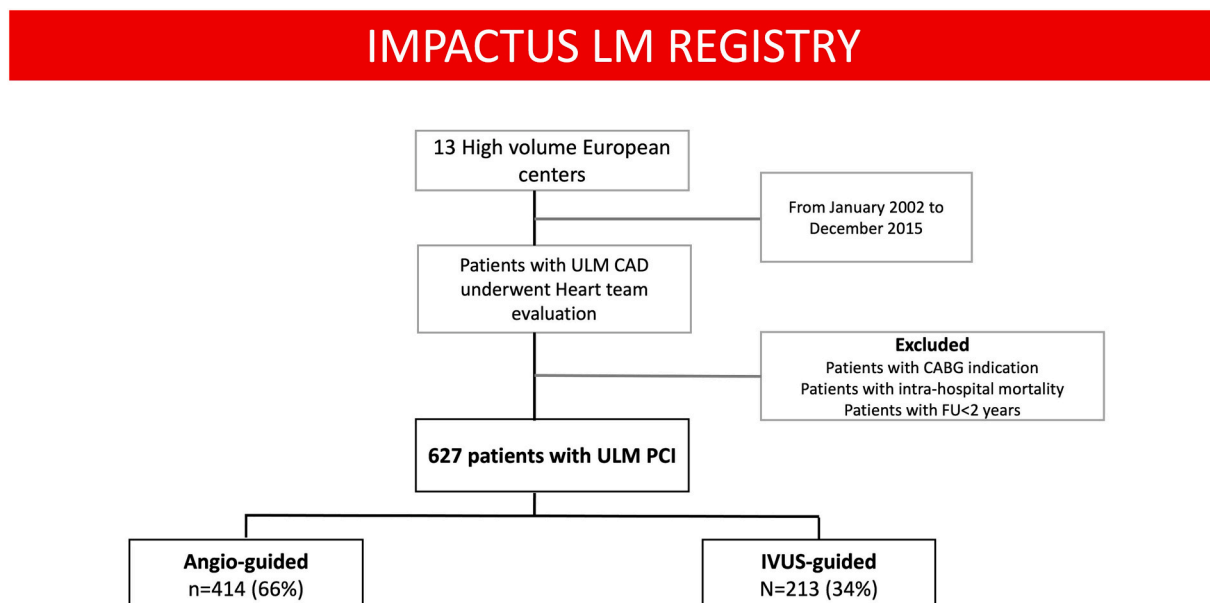 IMPACTUS LM REGISTRY
13 High volume European
centers
From January 2002 to
December 2015
Patients with ULM CAD
underwent Heart team
evaluation
Excluded
Patients with CABG indication
Patients with intra-hospital mortality
Patients with FU<2 years
627 patients with ULM PCI
Angio-guided
n=414 (66%)
IVUS-guided
N=213 (34%)